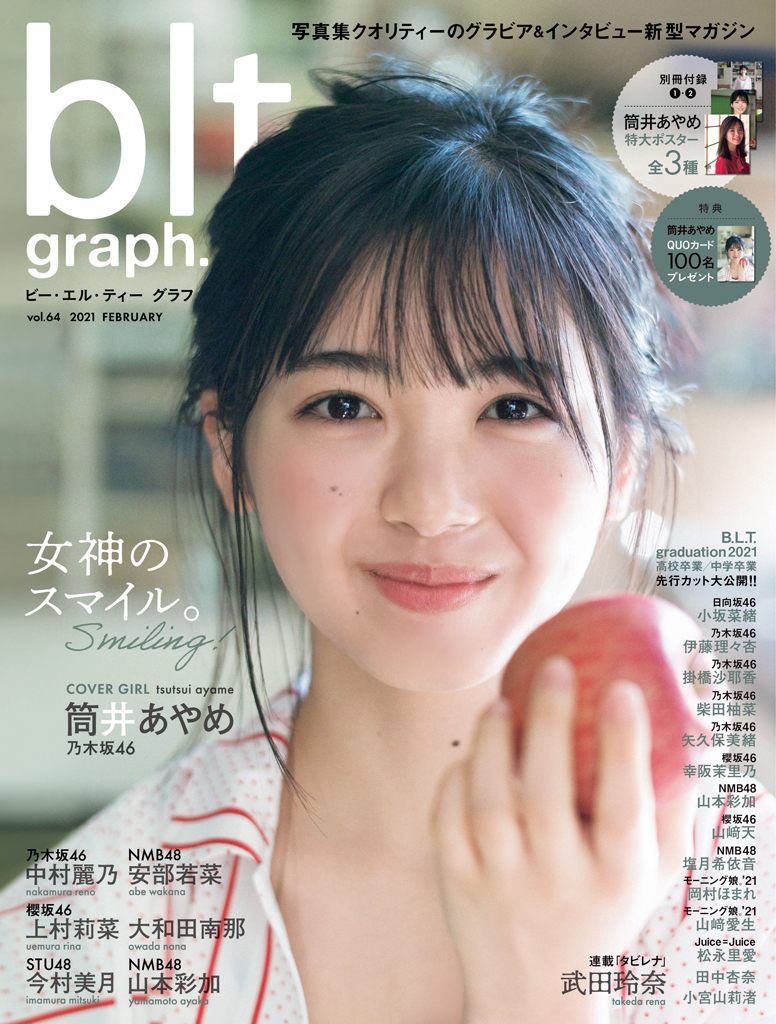 写真集クオリティーのグラビア&インタビュー新型マガジン
blt
graph.
ビー・エル・ティー グラフ
vol.64 2021 FEBRUARY
別冊付録
❶・❷
筒井あやめ
特大ポスター
全3種
特典
筒井あやめ
QUOカード
100名
プレゼント
女神の
スマイル。
Smiling!
COVER GIRL tsutsui ayame
筒井あやめ
乃木坂46
乃木坂46
中村麗乃
nakamura reno
NMB48
安部若菜
abe wakana
櫻坂46
上村莉菜
uemura rina
大和田南那
owada nana
STU48
今村美月
imamura mitsuki
NMB48
山本彩加
yamamoto ayaka
B.L.T.
graduation2021
高校卒業/中学卒業
先行カット大公開!!
日向坂46
小坂菜緒
乃木坂46
伊藤理々杏
乃木坂46
掛橋沙耶香
乃木坂46
柴田柚菜
乃木坂46
矢久保美緒
櫻坂46
幸阪茉里乃
NMB48
山本彩加
櫻坂46
山﨑天
NMB48
塩月希依音
モーニング娘。'21
岡村ほまれ
モーニング娘。'21
山﨑愛生
Juice=Juice
松永里愛
田中杏奈
小宮山莉渚
連載「タビレナ」
武田玲奈
takeda rena